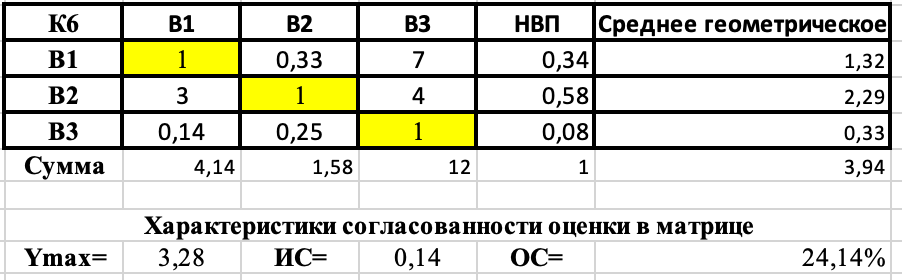 К6 В1 В2 В3 НВП Среднее геометрическое
В1 1 0,33 7 0,34 1,32
В2 3 1 4 0,58 2,29
В3 0,14 0,25 1 0,08 0,33
Сумма 4,14 1,58 12 1 3,94
Характеристики согласованности оценки в матрице
Ymax= 3,28 ИС= 0,14 ОС= 24,14%